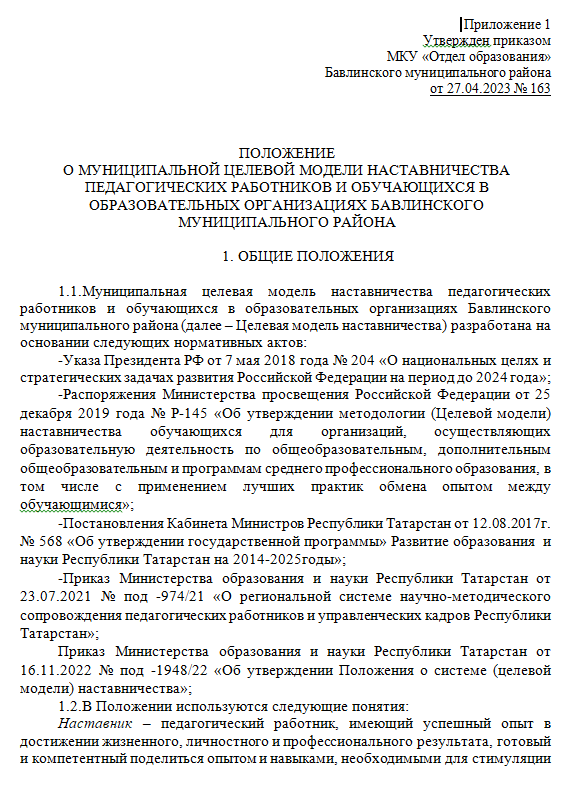 Приложение 1
Утвержден приказом
МКУ «Отдел образования»
Бавлинского муниципального района
от 27.04.2023 № 163
ПОЛОЖЕНИЕ
О МУНИЦИПАЛЬНОЙ ЦЕЛЕВОЙ МОДЕЛИ НАСТАВНИЧЕСТВА
ПЕДАГОГИЧЕСКИХ РАБОТНИКОВ И ОБУЧАЮЩИХСЯ В
ОБРАЗОВАТЕЛЬНЫХ ОРГАНИЗАЦИЯХ БАВЛИНСКОГО
МУНИЦИПАЛЬНОГО РАЙОНА
1. ОБЩИЕ ПОЛОЖЕНИЯ
1.1.Муниципальная целевая модель наставничества педагогических
работников и обучающихся в образовательных организациях Бавлинского
муниципального района (далее – Целевая модель наставничества) разработана на
основании следующих нормативных актов:
-Указа Президента РФ от 7 мая 2018 года № 204 «О национальных целях и
стратегических задачах развития Российской Федерации на период до 2024 года»;
-Распоряжения Министерства просвещения Российской Федерации от 25
декабря 2019 года № Р-145 «Об утверждении методологии (Целевой модели)
наставничества обучающихся для организаций, осуществляющих
образовательную деятельность по общеобразовательным, дополнительным
общеобразовательным и программам среднего профессионального образования, в
том числе с применением лучших практик обмена опытом между
обучающимися»;
-Постановления Кабинета Министров Республики Татарстан от 12.08.2017г.
№ 568 «Об утверждении государственной программы» Развитие образования и
науки Республики Татарстан на 2014-2025годы»;
-Приказ Министерства образования и науки Республики Татарстан от
23.07.2021 № под -974/21 «О региональной системе научно-методического
сопровождения педагогических работников и управленческих кадров Республики
Татарстан»;
Приказ Министерства образования и науки Республики Татарстан от
16.11.2022 № под -1948/22 «Об утверждении Положения о системе (целевой
модели) наставничества»;
1.2.В Положении используются следующие понятия:
Наставник – педагогический работник, имеющий успешный опыт в
достижении жизненного, личностного и профессионального результата, готовый
и компетентный поделиться опытом и навыками, необходимыми для стимуляции